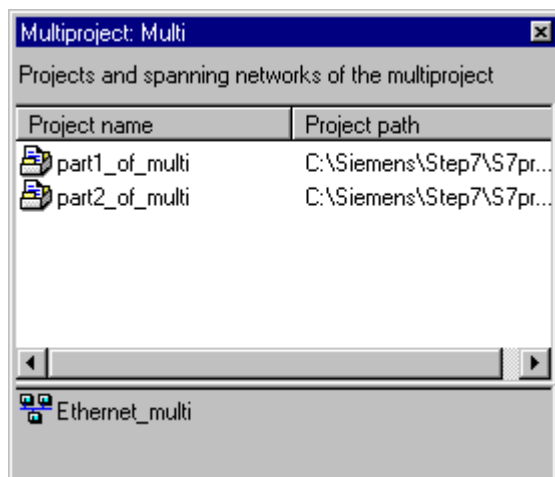 Multiproject: Multi
Projects and spanning networks of the multiproject
Project name Project path
part1_of_multi C:\Siemens\Step7\S7pr...
part2_of_multi C:\Siemens\Step7\S7pr...
Ethernet_multi